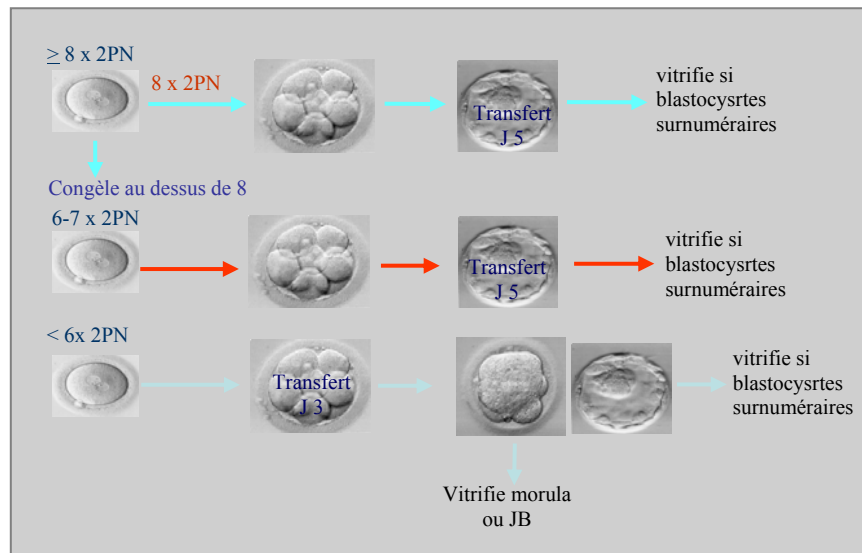 ≥ 8 x 2PN
8 x 2PN
Transfert
J 5
vitrifie si
blastocysrtes
surnuméraires
Congèle au dessus de 8
6-7 x 2PN
Transfert
J 5
vitrifie si
blastocysrtes
surnuméraires
< 6x 2PN
Transfert
J 3
vitrifie si
blastocysrtes
surnuméraires
Vitrifie morula
ou JB